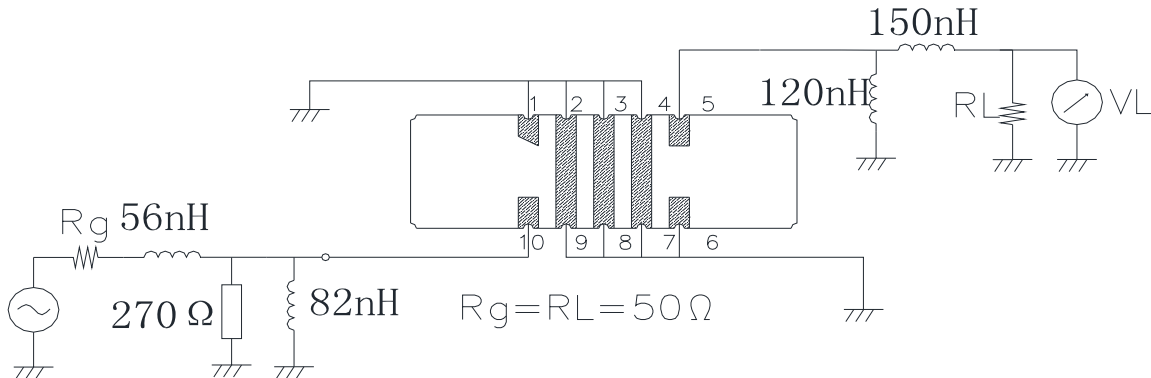 150nH
120nH
RL
VL
1 2 3 4 5
Rg 56nH
10 9 8 7 6
270 Ω
82nH
Rg=RL=50Ω